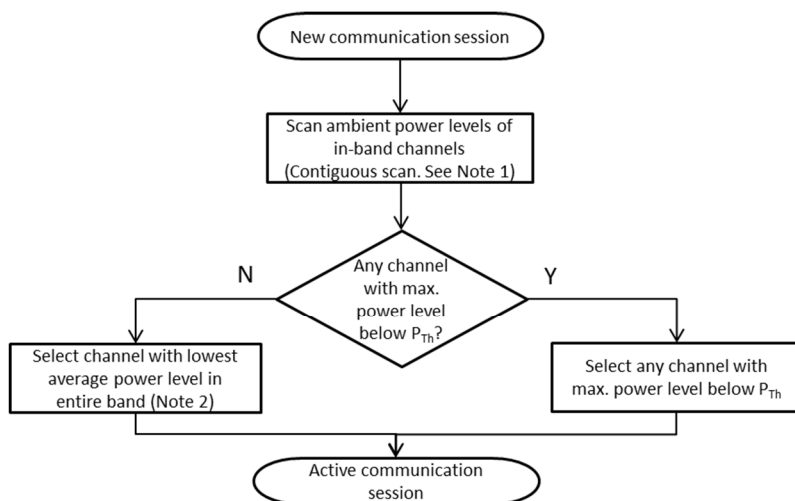 New communication session
Scan ambient power levels of
in-band channels
(Contiguous scan. See Note 1)
N
Any channel
with max.
power level
below PTh?
Y
Select channel with lowest
average power level in
entire band (Note 2)
Select any channel with
max. power level below PTh
Active communication
session